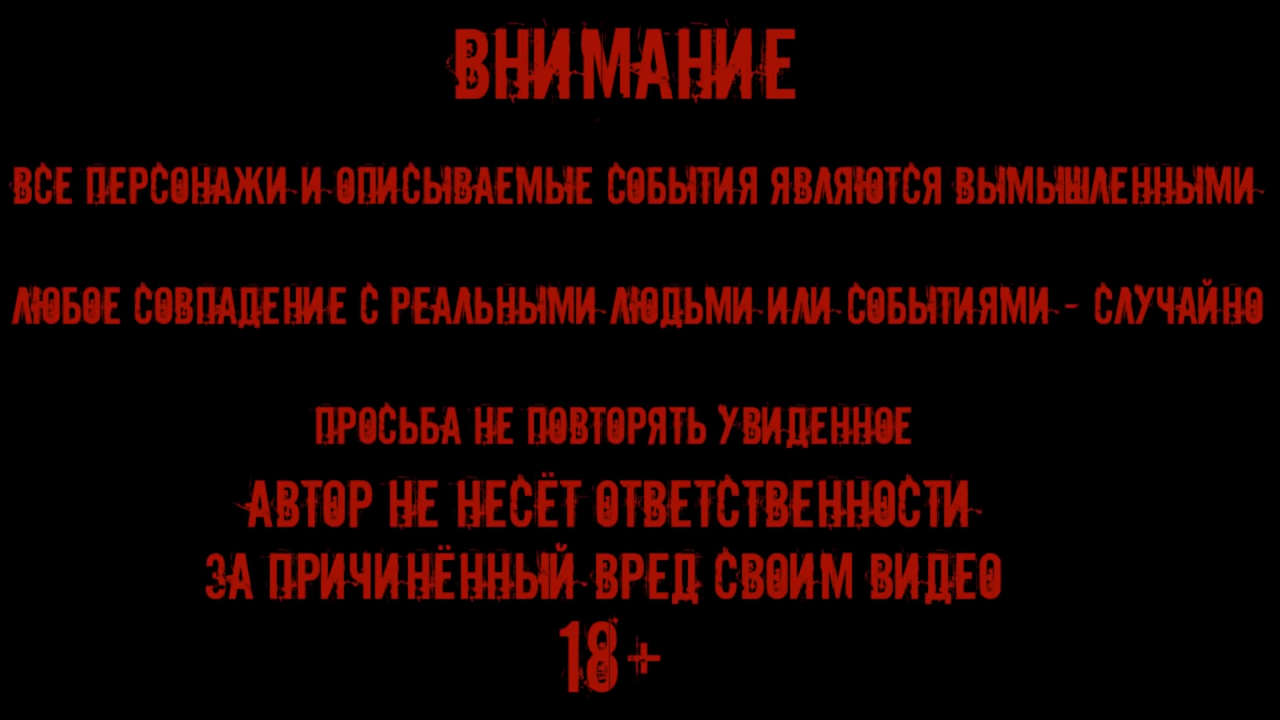 ВНИМАНИЕ
ВСЕ ПЕРСОНАЖИ И ОПИСЫВАЕМЫЕ СОБЫТИЯ ЯВЛЯЮТСЯ ВЫМЫШЛЕННЫМИ
ЛЮБОЕ СОВПАДЕНИЕ С РЕАЛЬНЫМИ ЛЮДЬМИ ИЛИ СОБЫТИЯМИ - СЛУЧАЙНО
ПРОСЬБА НЕ ПОВТОРЯТЬ УВИДЕННОЕ
АВТОР НЕ НЕСЁТ ОТВЕТСТВЕННОСТИ
ЗА ПРИЧИНЁННЫЙ ВРЕД СВОИМ ВИДЕО
18+